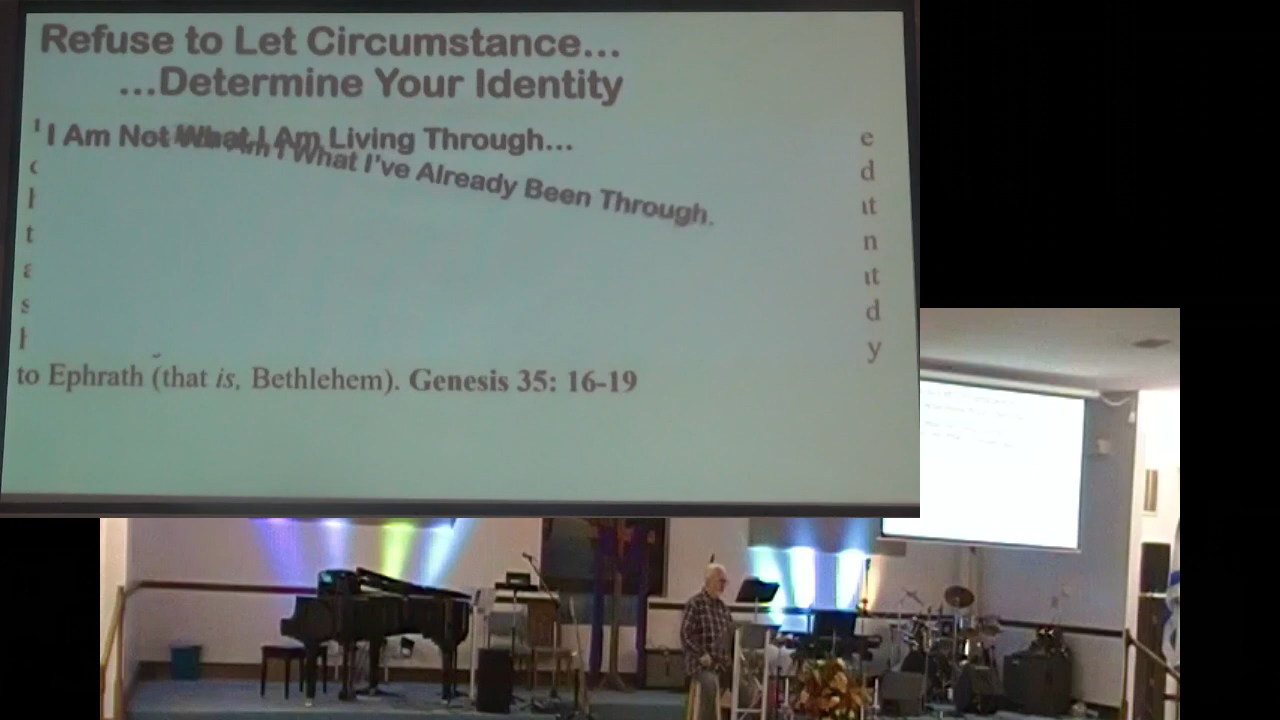 Refuse to Let Circumstance...
...Determine Your Identity
I Am Not What I Am Living Through...
Am I What I've Already Been Through.
to Ephrath (that is, Bethlehem). Genesis 35: 16-19